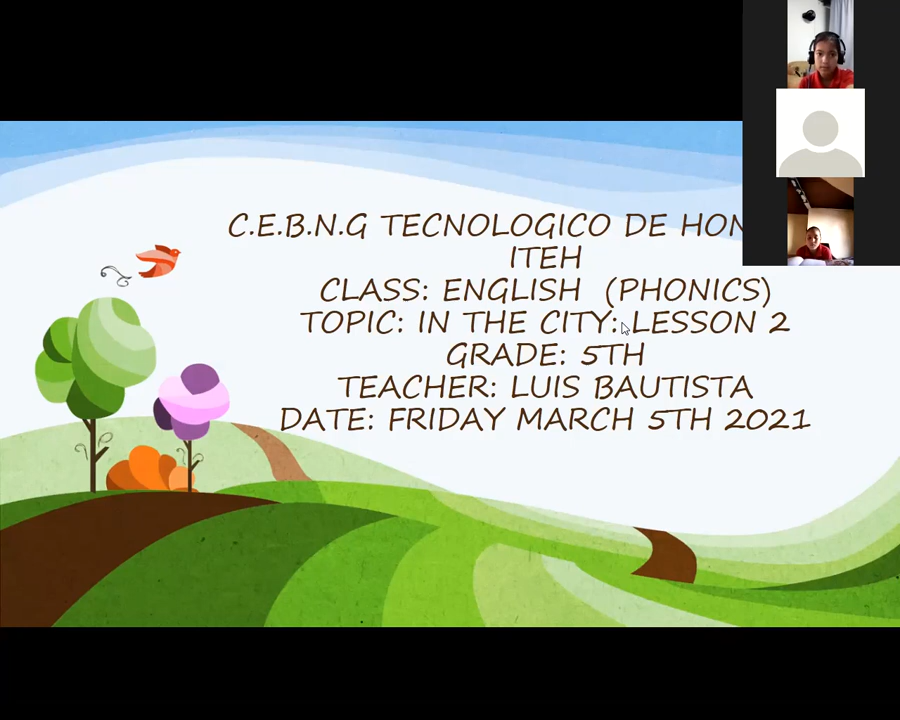 C.E.B.N.G TECNOLOGICO DE
ITEH
CLASS: ENGLISH (PHONICS)
TOPIC: IN THE CITY: LESSON 2
GRADE: 5TH
TEACHER: LUIS BAUTISTA
DATE: FRIDAY MARCH 5TH 2021